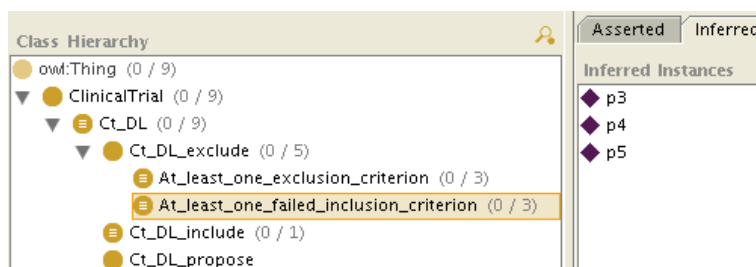 Class Hierarchy
owl:Thing (0 / 9)
ClinicalTrial (0 / 9)
Ct_DL (0 / 9)
Ct_DL_exclude (0 / 5)
At_least_one_exclusion_criterion (0 / 3)
At_least_one_failed_inclusion_criterion (0 / 3)
Ct_DL_include (0 / 1)
Ct_DL_propose
Asserted Inferred
Inferred Instances
p3
p4
p5